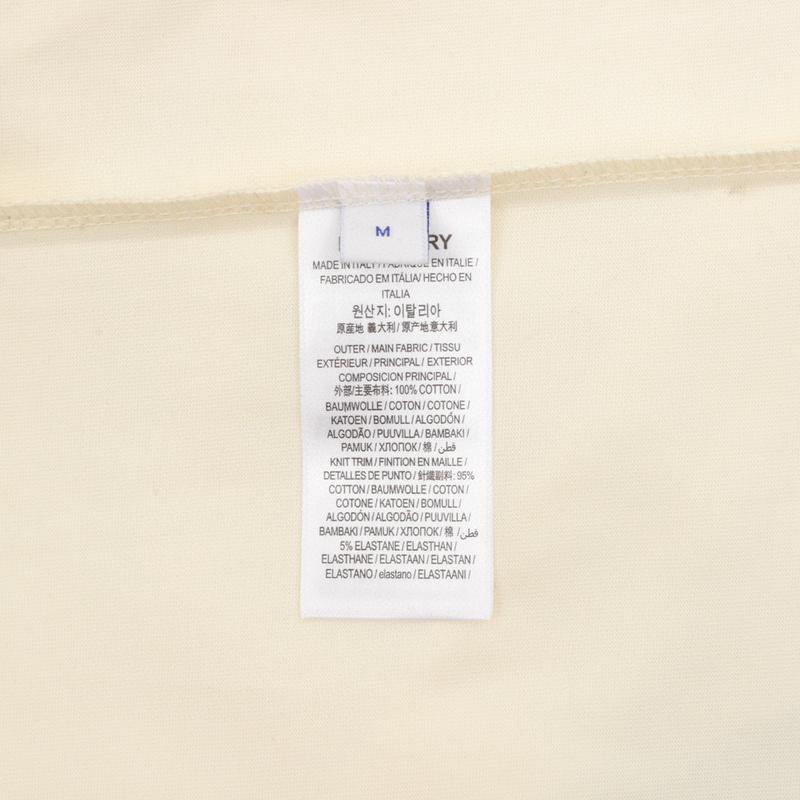 M
RY
MADE IN ITALY / FABRIQUE EN ITALIE /
FABRICADO EM ITÁLIA/ HECHO EN
ITALIA
원산지: 이탈리아
原産地 義大利 / 原产地意大利
OUTER / MAIN FABRIC / TISSU
EXTÉRIEUR / PRINCIPAL / EXTERIOR
COMPOSICION PRINCIPAL /
外部/主要布料: 100% COTTON /
BAUMWOLLE / COTON / COTONE /
KATOEN / BOMULL / ALGODÓN /
ALGODÃO / PUUVILLA / BAMBAKI /
PAMUK / ХЛОПОК/ 棉 / قطن/
KNIT TRIM / FINITION EN MAILLE /
DETALLES DE PUNTO / 針織副料: 95%
COTTON / BAUMWOLLE / COTON /
COTONE / KATOEN / BOMULL /
ALGODÓN / ALGODÃO / PUUVILLA /
BAMBAKI / PAMUK / ХЛОПОК/ 棉 / قطن/
5% ELASTANE / ELASTHAN /
ELASTHANE / ELASTAAN / ELASTAN /
ELASTANO / elastano / ELASTAANI /